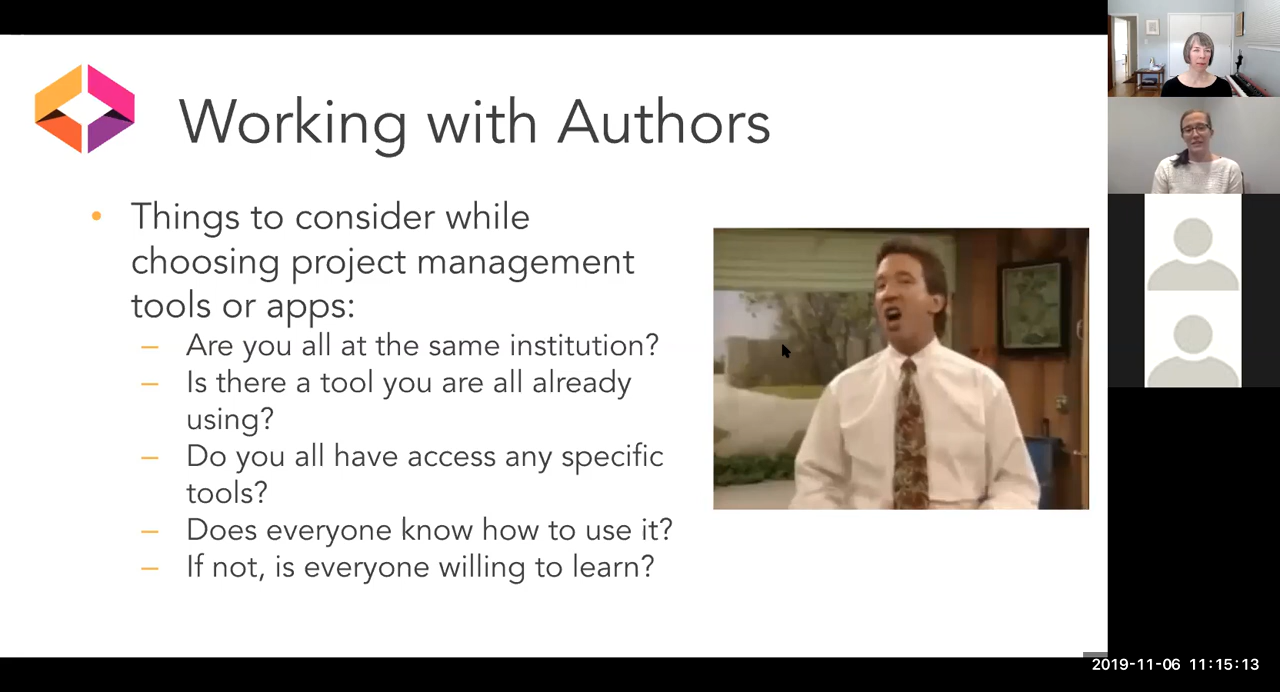 Working with Authors
• Things to consider while
choosing project management
tools or apps:
– Are you all at the same institution?
– Is there a tool you are all already
using?
– Do you all have access any specific
tools?
– Does everyone know how to use it?
– If not, is everyone willing to learn?
2019-11-06 11:15:13